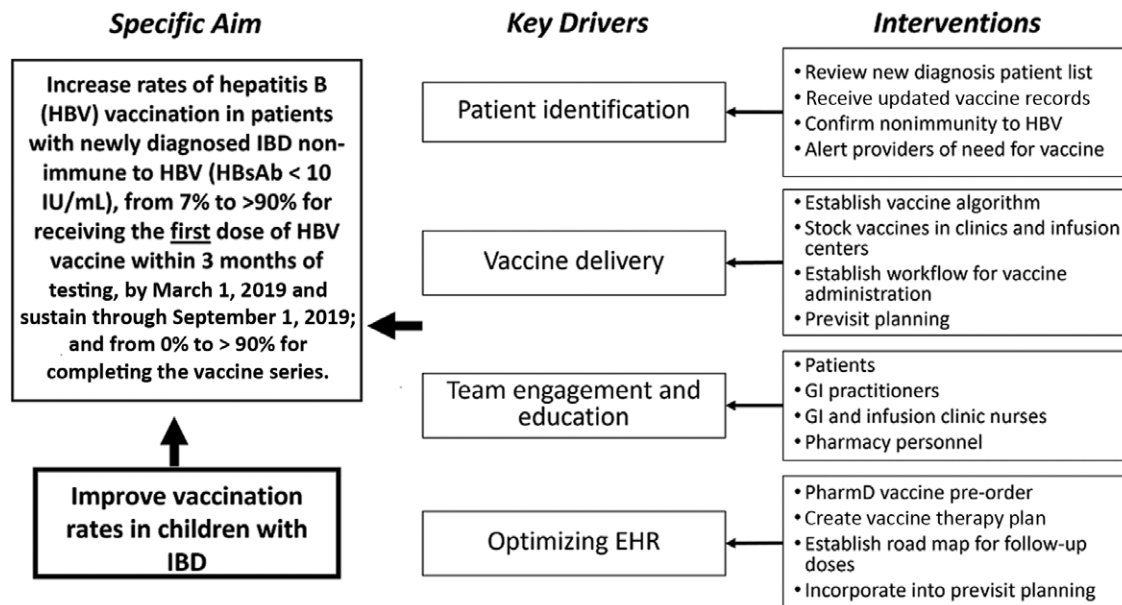 Specific Aim
Key Drivers
Interventions
Increase rates of hepatitis B
(HBV) vaccination in patients
with newly diagnosed IBD non-
immune to HBV (HBsAb < 10
IU/mL), from 7% to >90% for
receiving the first dose of HBV
vaccine within 3 months of
testing, by March 1, 2019 and
sustain through September 1, 2019;
and from 0% to > 90% for
completing the vaccine series.
Improve vaccination
rates in children with
IBD
Patient identification
• Review new diagnosis patient list
• Receive updated vaccine records
• Confirm nonimmunity to HBV
• Alert providers of need for vaccine
Vaccine delivery
• Establish vaccine algorithm
• Stock vaccines in clinics and infusion
centers
• Establish workflow for vaccine
administration
• Previsit planning
Team engagement and
education
• Patients
• GI practitioners
• GI and infusion clinic nurses
• Pharmacy personnel
Optimizing EHR
• PharmD vaccine pre-order
• Create vaccine therapy plan
• Establish road map for follow-up
doses
• Incorporate into previsit planning